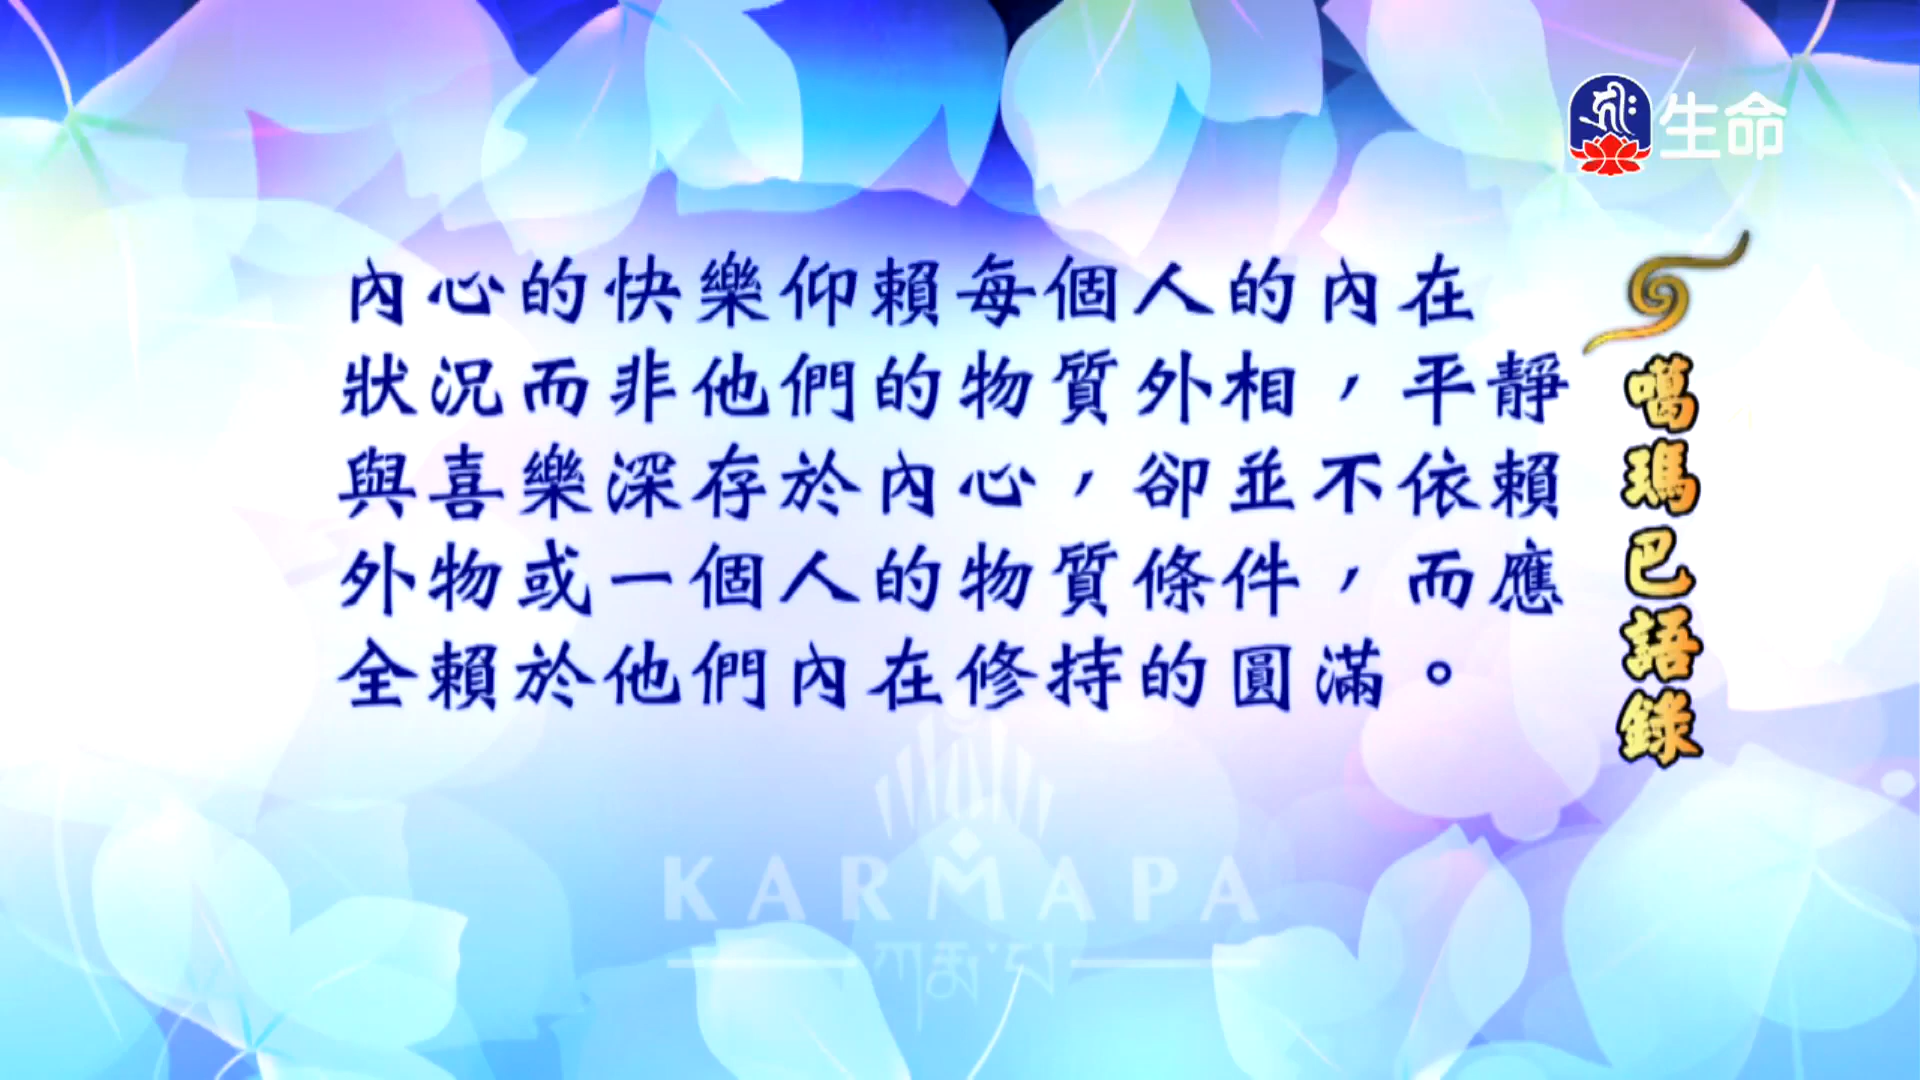 生命
內心的快樂仰賴每個人的內在
狀況而非他們的物質外相，平靜
與喜樂深存於內心，卻並不依賴
外物或一個人的物質條件，而應
全賴於他們內在修持的圓滿。
噶瑪巴語錄
KARMAPA
ཀརྨ་པ